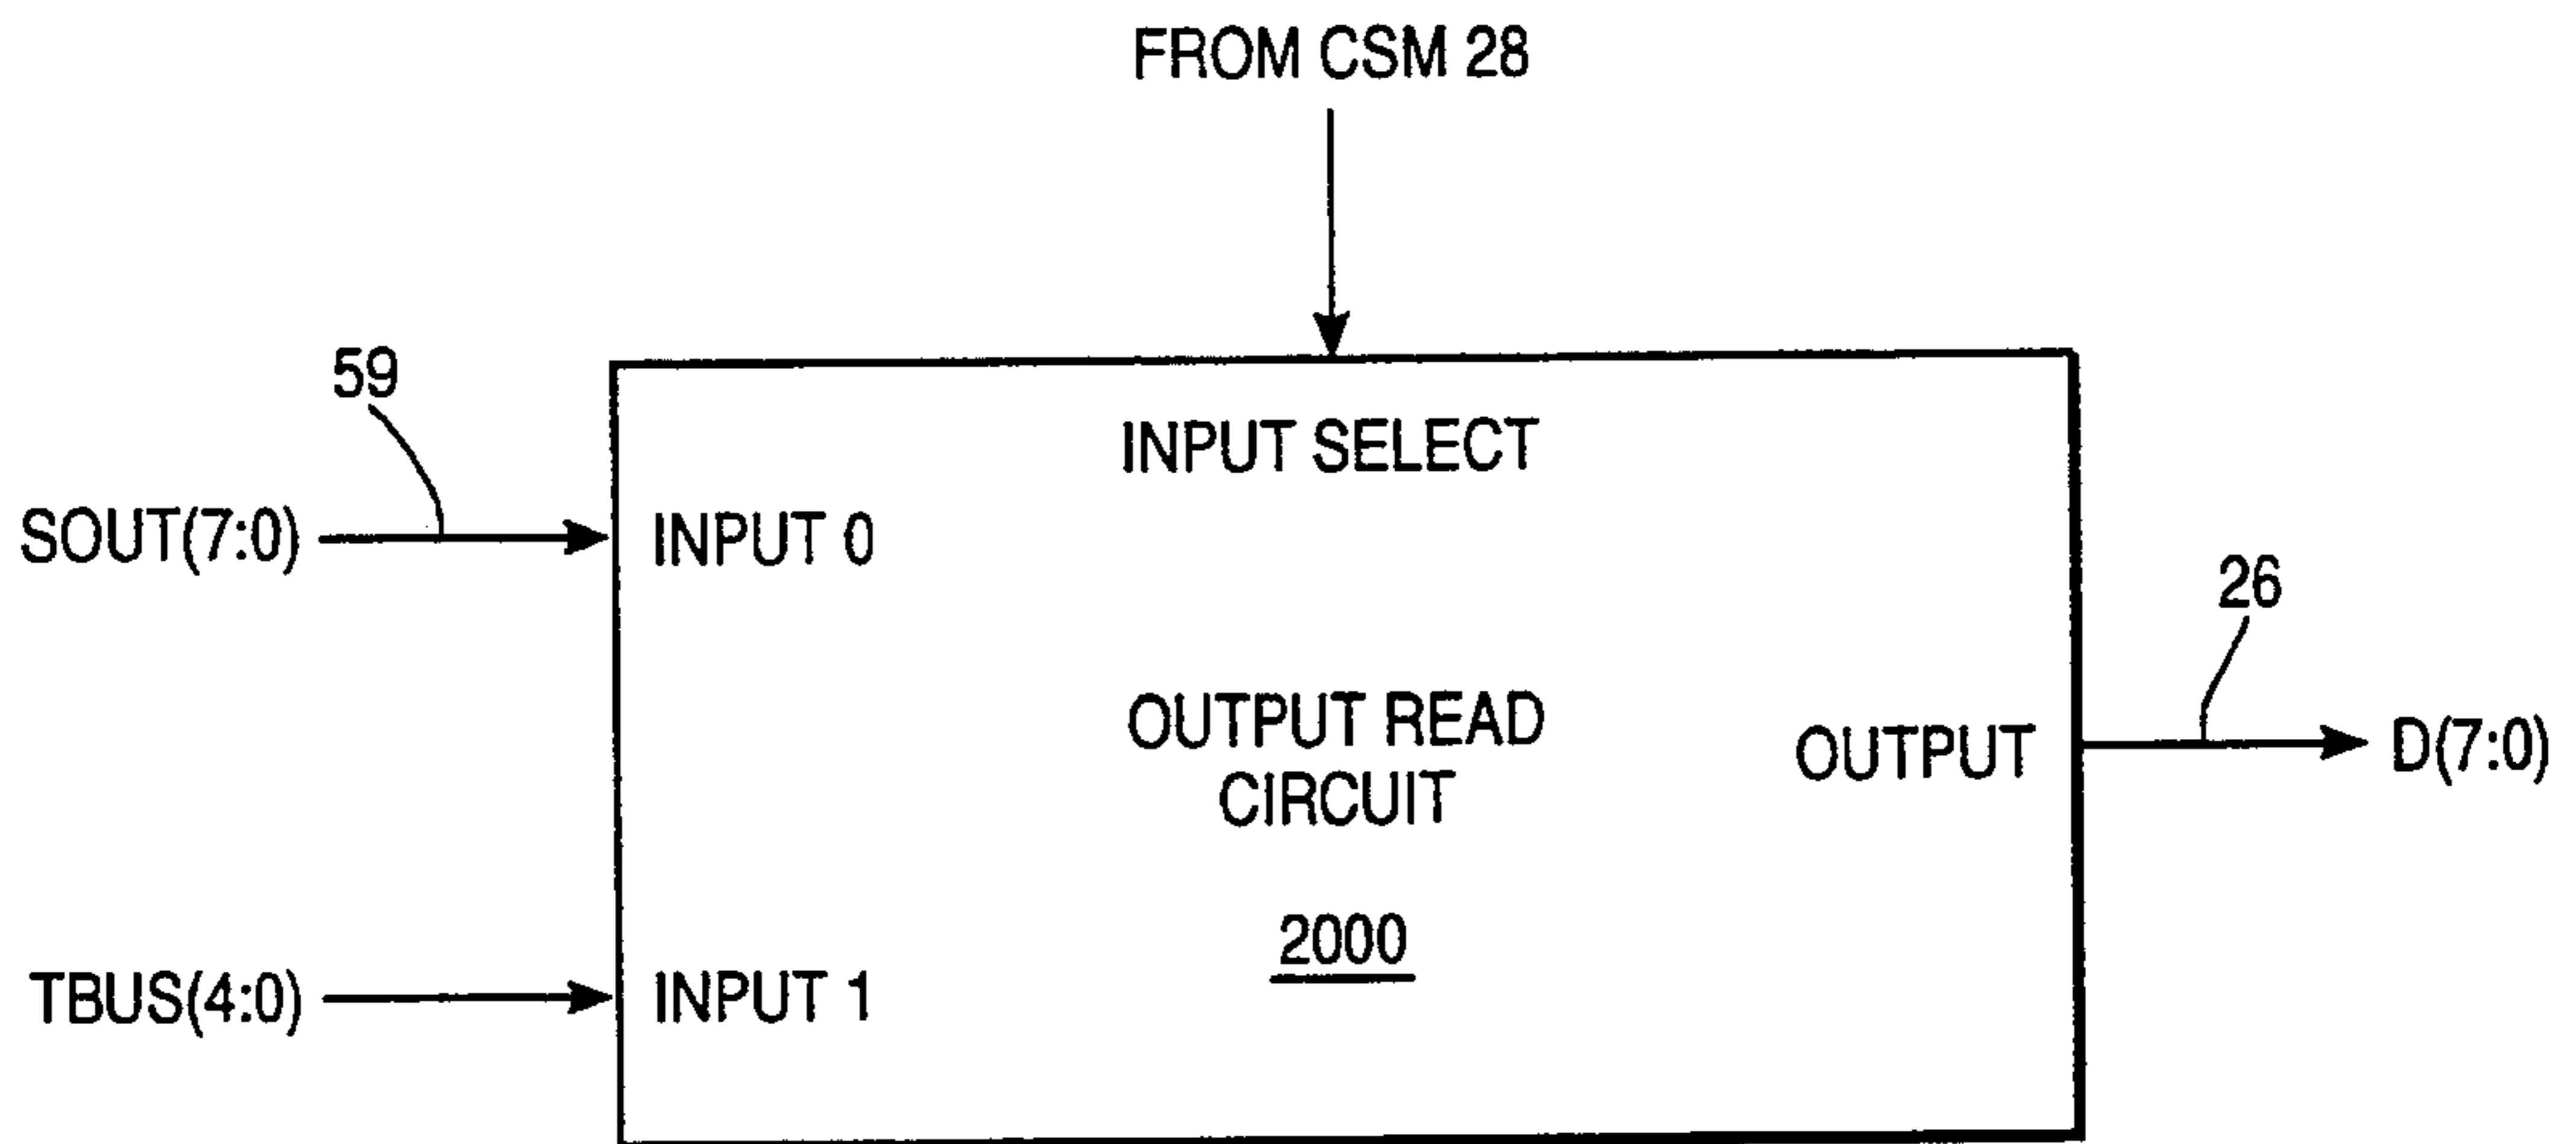 FROM CSM 28
59
INPUT SELECT
SOUT(7:0)
INPUT 0
26
OUTPUT READ
CIRCUIT
OUTPUT
D(7:0)
2000
TBUS(4:0)
INPUT 1